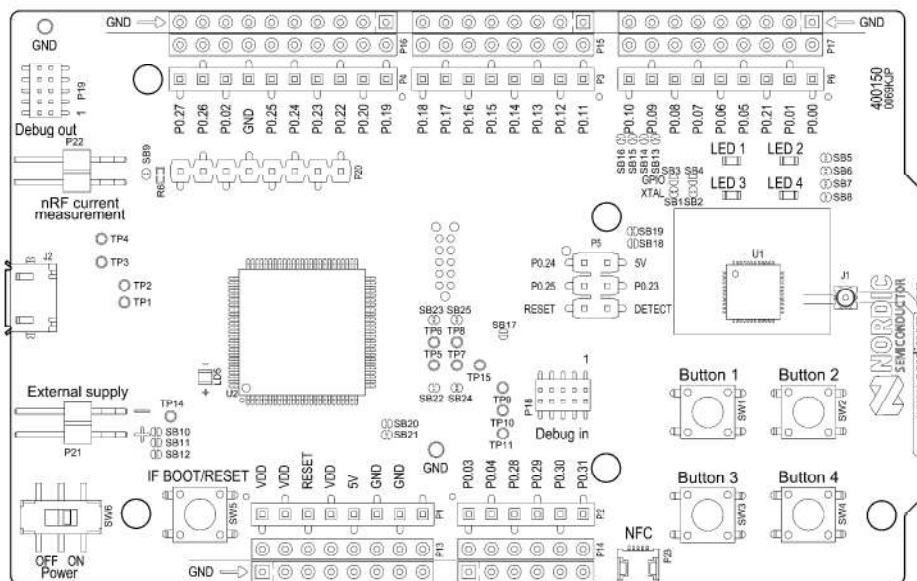 GND
GND
GND
P16
P15
P17
P19
1
Debug out
P4
P3
P6
P0.27
P0.26
P0.02
GND
P0.25
P0.24
P0.23
P0.22
P0.20
P0.19
P0.18
P0.17
P0.16
P0.15
P0.14
P0.13
P0.12
P0.11
P0.10
P0.09
P0.08
P0.07
P0.06
P0.05
P0.21
P0.01
P0.00
400150
P22
SB9
R6
P20
nRF current
measurement
SB16
SB15
SB14
SB13
LED 1
LED 2
SB3
SB4
GPIO
XTAL
SB1
SB2
LED 3
LED 4
SB5
SB6
SB7
SB8
TP4
TP3
TP2
TP1
J2
SB19
SB18
P5
P0.24
5V
P0.25
P0.23
RESET
DETECT
U1
J1
NORDIC
SEMICONDUCTOR
SB23
SB25
TP6
TP8
TP5
TP7
SB17
TP15
SB22
SB24
LD5
U2
TP9
TP10
TP11
1
P18
Debug in
Button 1
Button 2
SW1
SW2
External supply
P21
TP14
SB10
SB11
SB12
SB20
SB21
GND
IF BOOT/RESET
SW5
VDD
VDD
RESET
VDD
5V
GND
GND
P1
P0.03
P0.04
P0.28
P0.29
P0.30
P0.31
P2
Button 3
Button 4
SW3
SW4
SW6
OFF
ON
Power
GND
P13
P14
NFC
P23